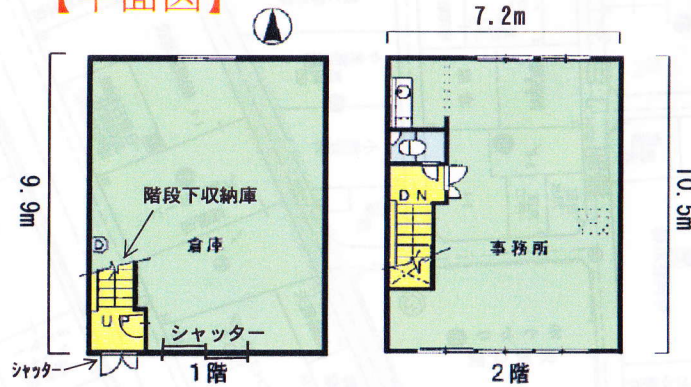 【平面図】
7.2m
9.9m
10.5m
階段下収納庫
倉庫
D
UP
シャッター
シャッター
1階
DN
事務所
2階